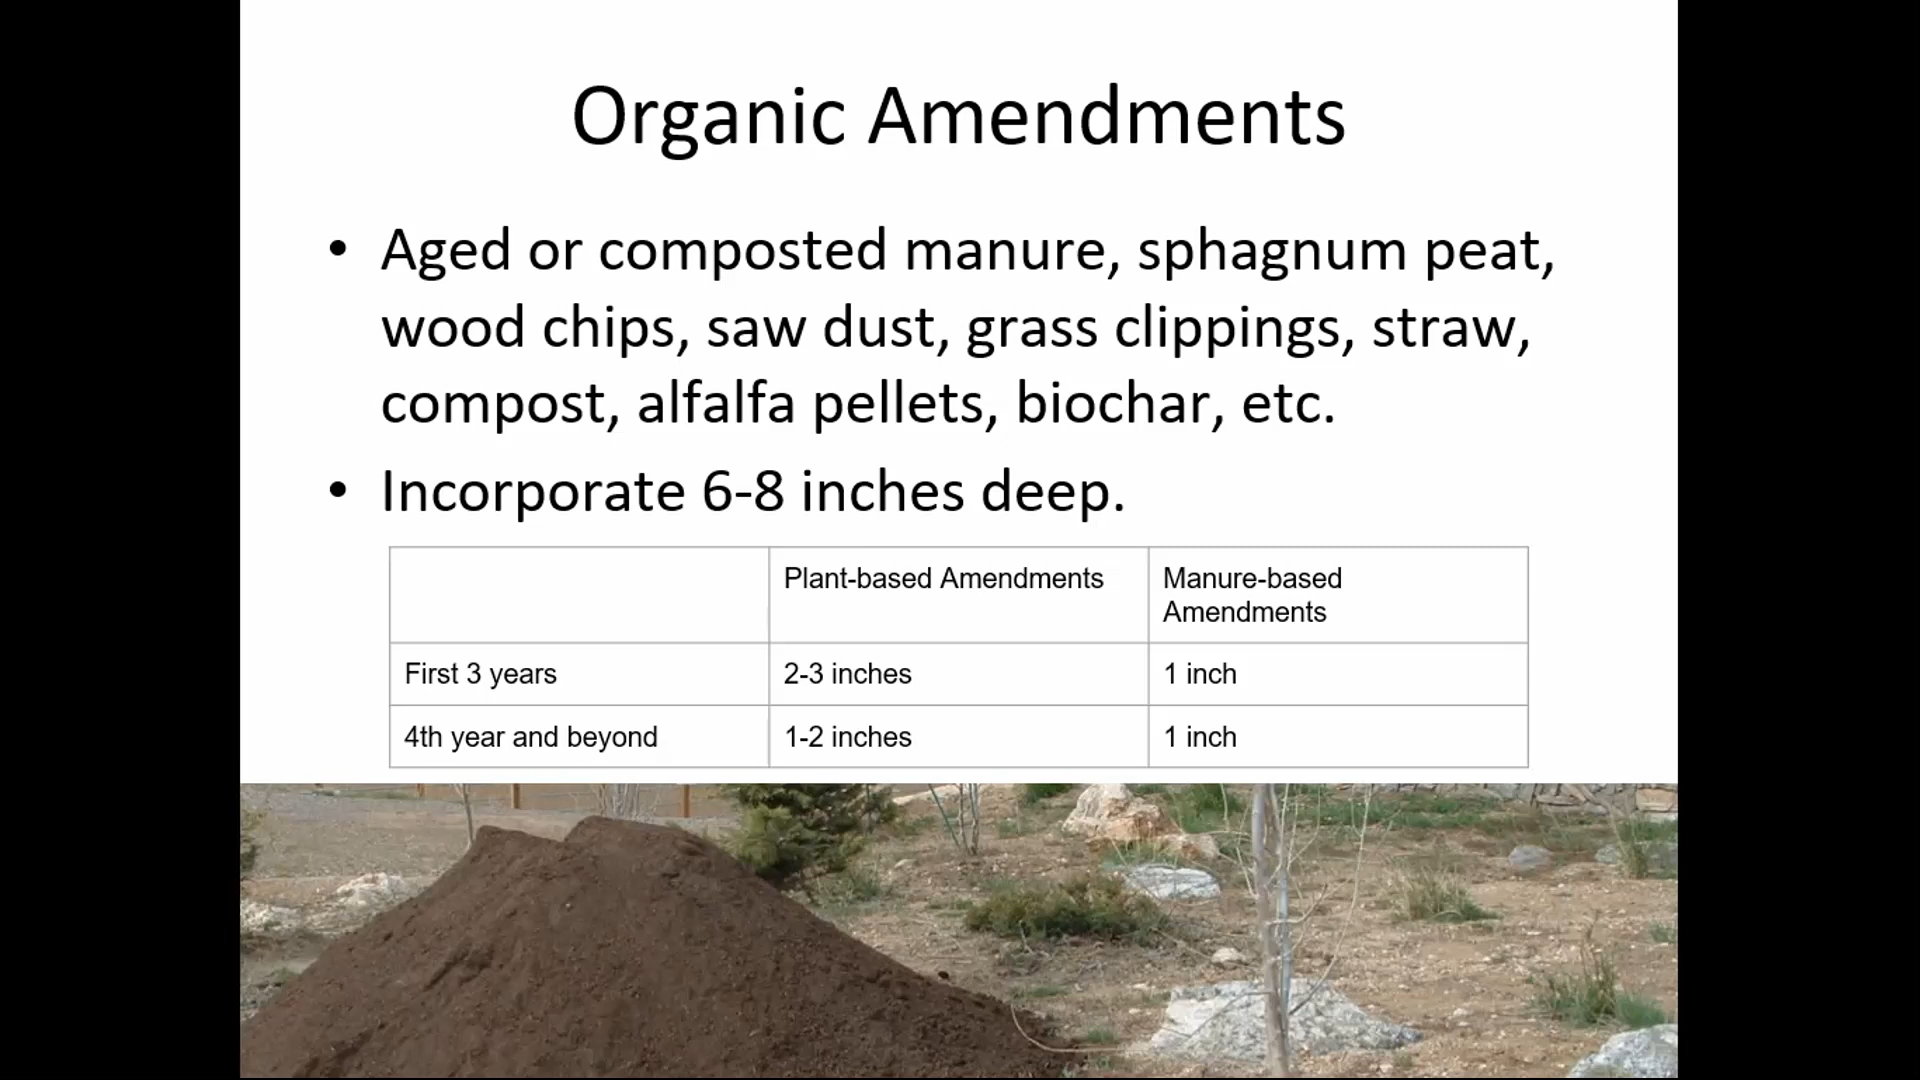 Organic Amendments
• Aged or composted manure, sphagnum peat,
wood chips, saw dust, grass clippings, straw,
compost, alfalfa pellets, biochar, etc.
• Incorporate 6-8 inches deep.
Plant-based Amendments
Manure-based
Amendments
First 3 years 2-3 inches 1 inch
4th year and beyond 1-2 inches 1 inch